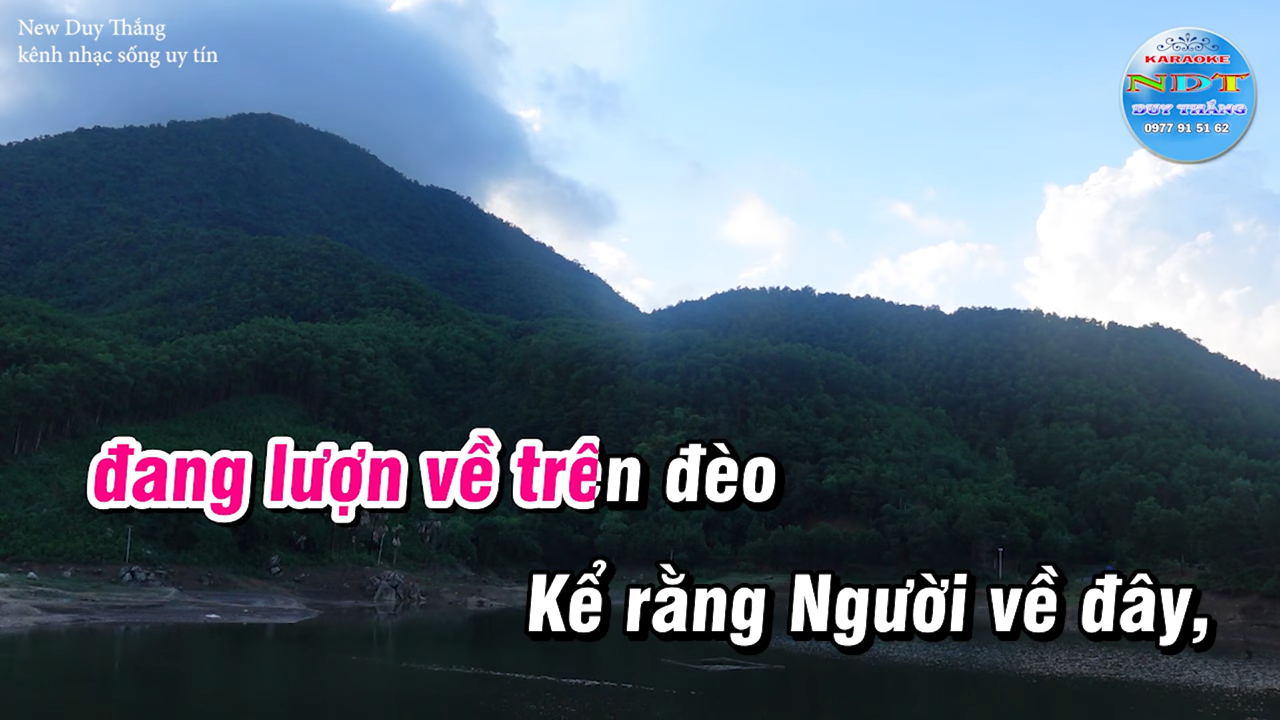 New Duy Thắng
kênh nhạc sống uy tín
KARAOKE
NDT
DUY THẮNG
0977 91 51 62
đang lượn về trên đèo
Kể rằng Người về đây,